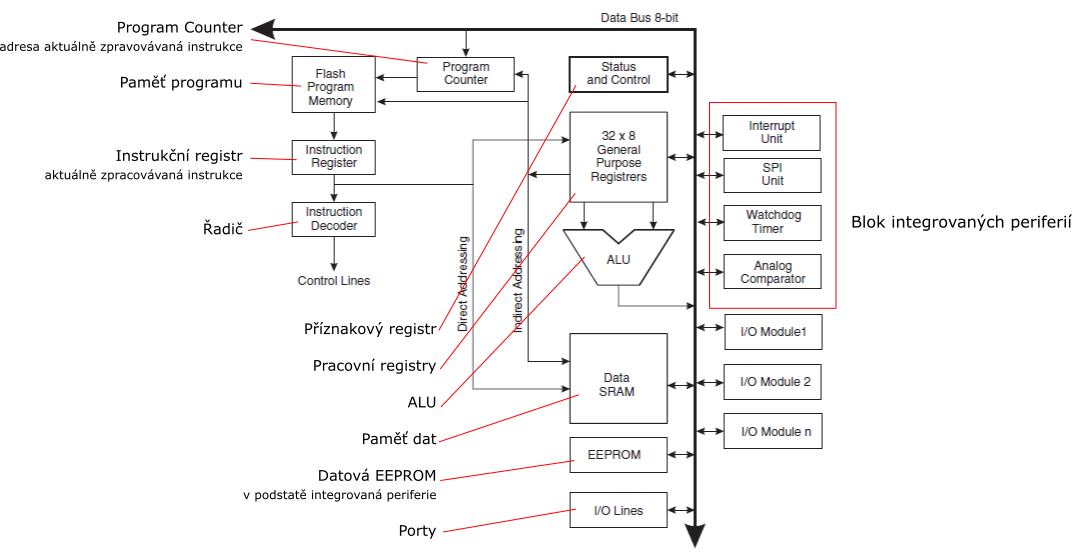 Data Bus 8-bit
Program Counter
adresa aktuálně zpravovávaná instrukce
Paměť programu
Instrukční registr
aktuálně zpracovávaná instrukce
Řadič
Flash
Program
Memory
Program
Counter
Instruction
Register
Instruction
Decoder
Control Lines
Direct Addressing
Indirect Addressing
Status
and Control
32 x 8
General
Purpose
Registrers
ALU
Data
SRAM
EEPROM
I/O Lines
Interrupt
Unit
SPI
Unit
Watchdog
Timer
Analog
Comparator
I/O Module1
I/O Module 2
I/O Module n
Blok integrovaných periferií
Příznakový registr
Pracovní registry
ALU
Paměť dat
Datová EEPROM
v podstatě integrovaná periferie
Porty